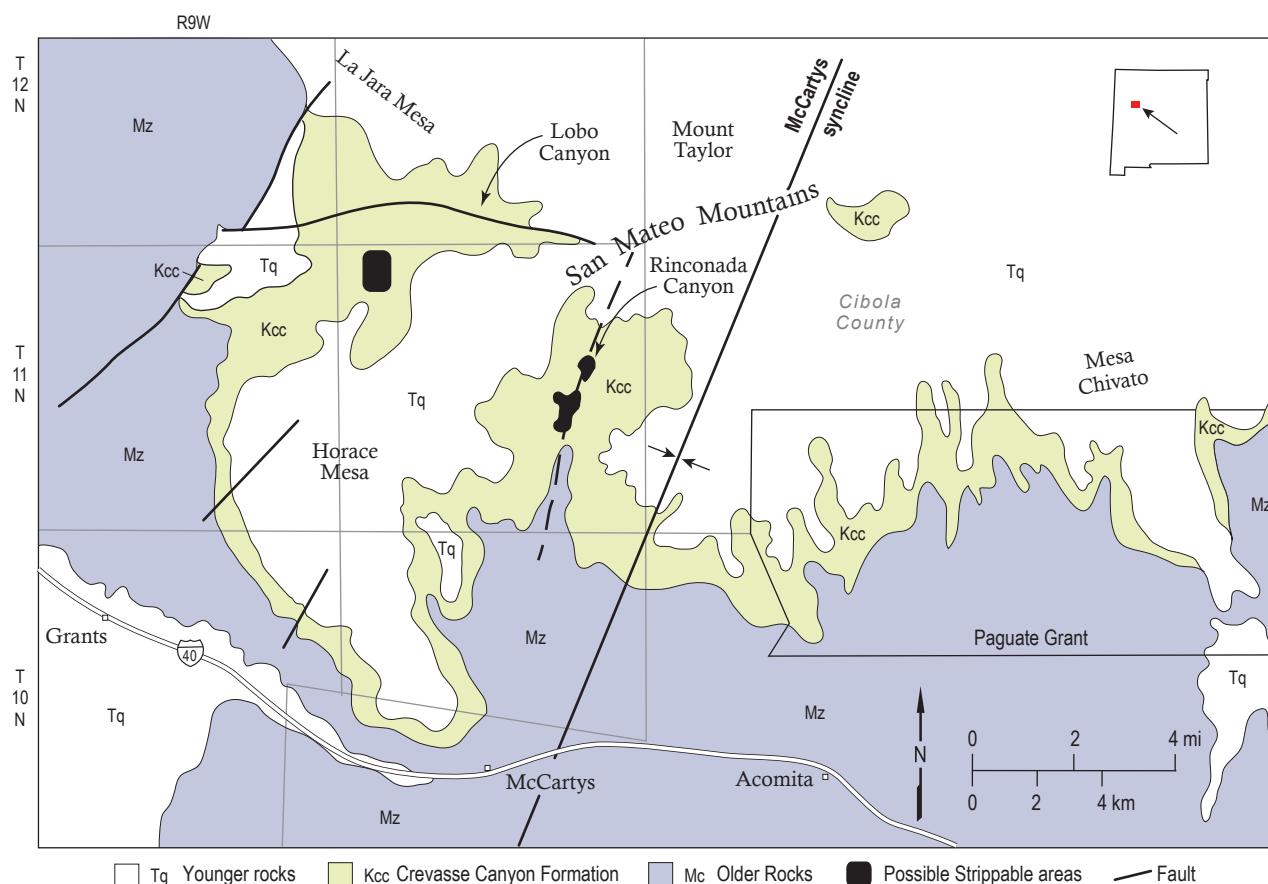 R9W
T
12
N
La Jara Mesa
Mz
Lobo
Canyon
Mount
Taylor
McCartys
syncline
San Mateo Mountains
Kcc
Kcc
Tq
Rinconada
Canyon
Tq
Cibola
County
Kcc
T
11
N
Tq
Kcc
Mesa
Chivato
Kcc
Mz
Horace
Mesa
Mz
Tq
Kcc
Grants
40
Mz
Paguate Grant
T
10
N
Tq
Tq
Mz
N
0 2 4 mi
0 2 4 km
McCartys
Acomita
Mz
Tq Younger rocks
Kcc Crevasse Canyon Formation
Mc Older Rocks
Possible Strippable areas
Fault